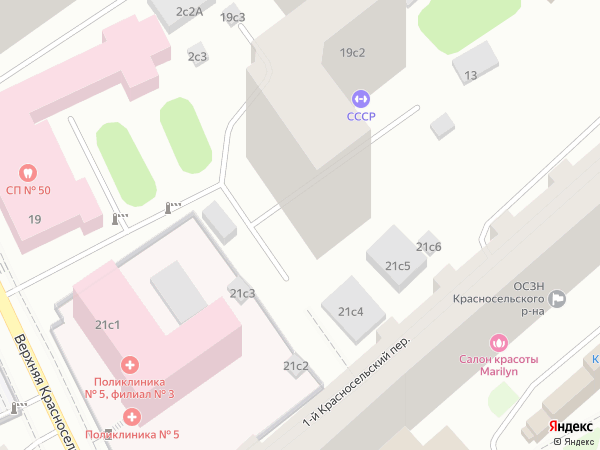 2с2А
19с3
2с3
19с2
13
СССР
СП № 50
19
21с6
21с5
21с3
21с4
ОСЗН
Красносельского
р-на
21с1
Салон красоты
Marilyn
Поликлиника
№ 5, филиал № 3
21с2
1-й Красносельский пер.
Верхняя Красносел
Поликлиника № 5
К
Яндекс
© Яндекс